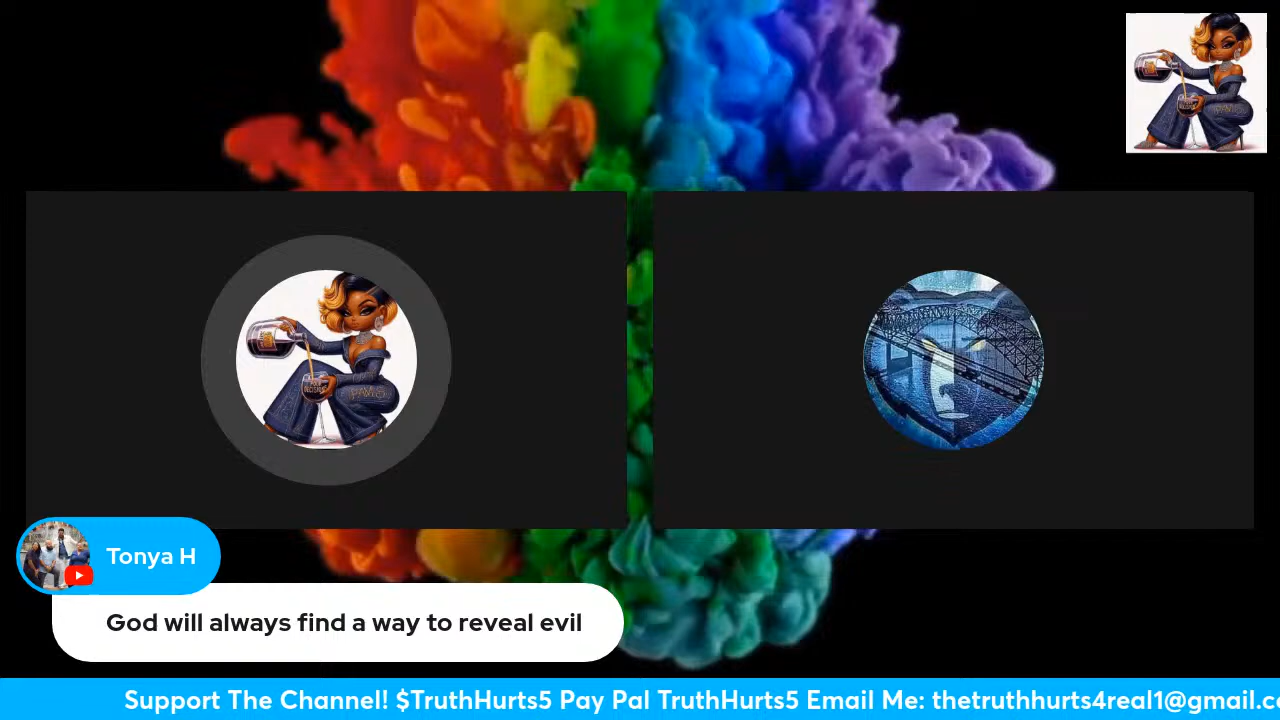 Tonya H
God will always find a way to reveal evil
Support The Channel! $TruthHurts5 Pay Pal TruthHurts5 Email Me: thetruthhurts4real1@gmail.c